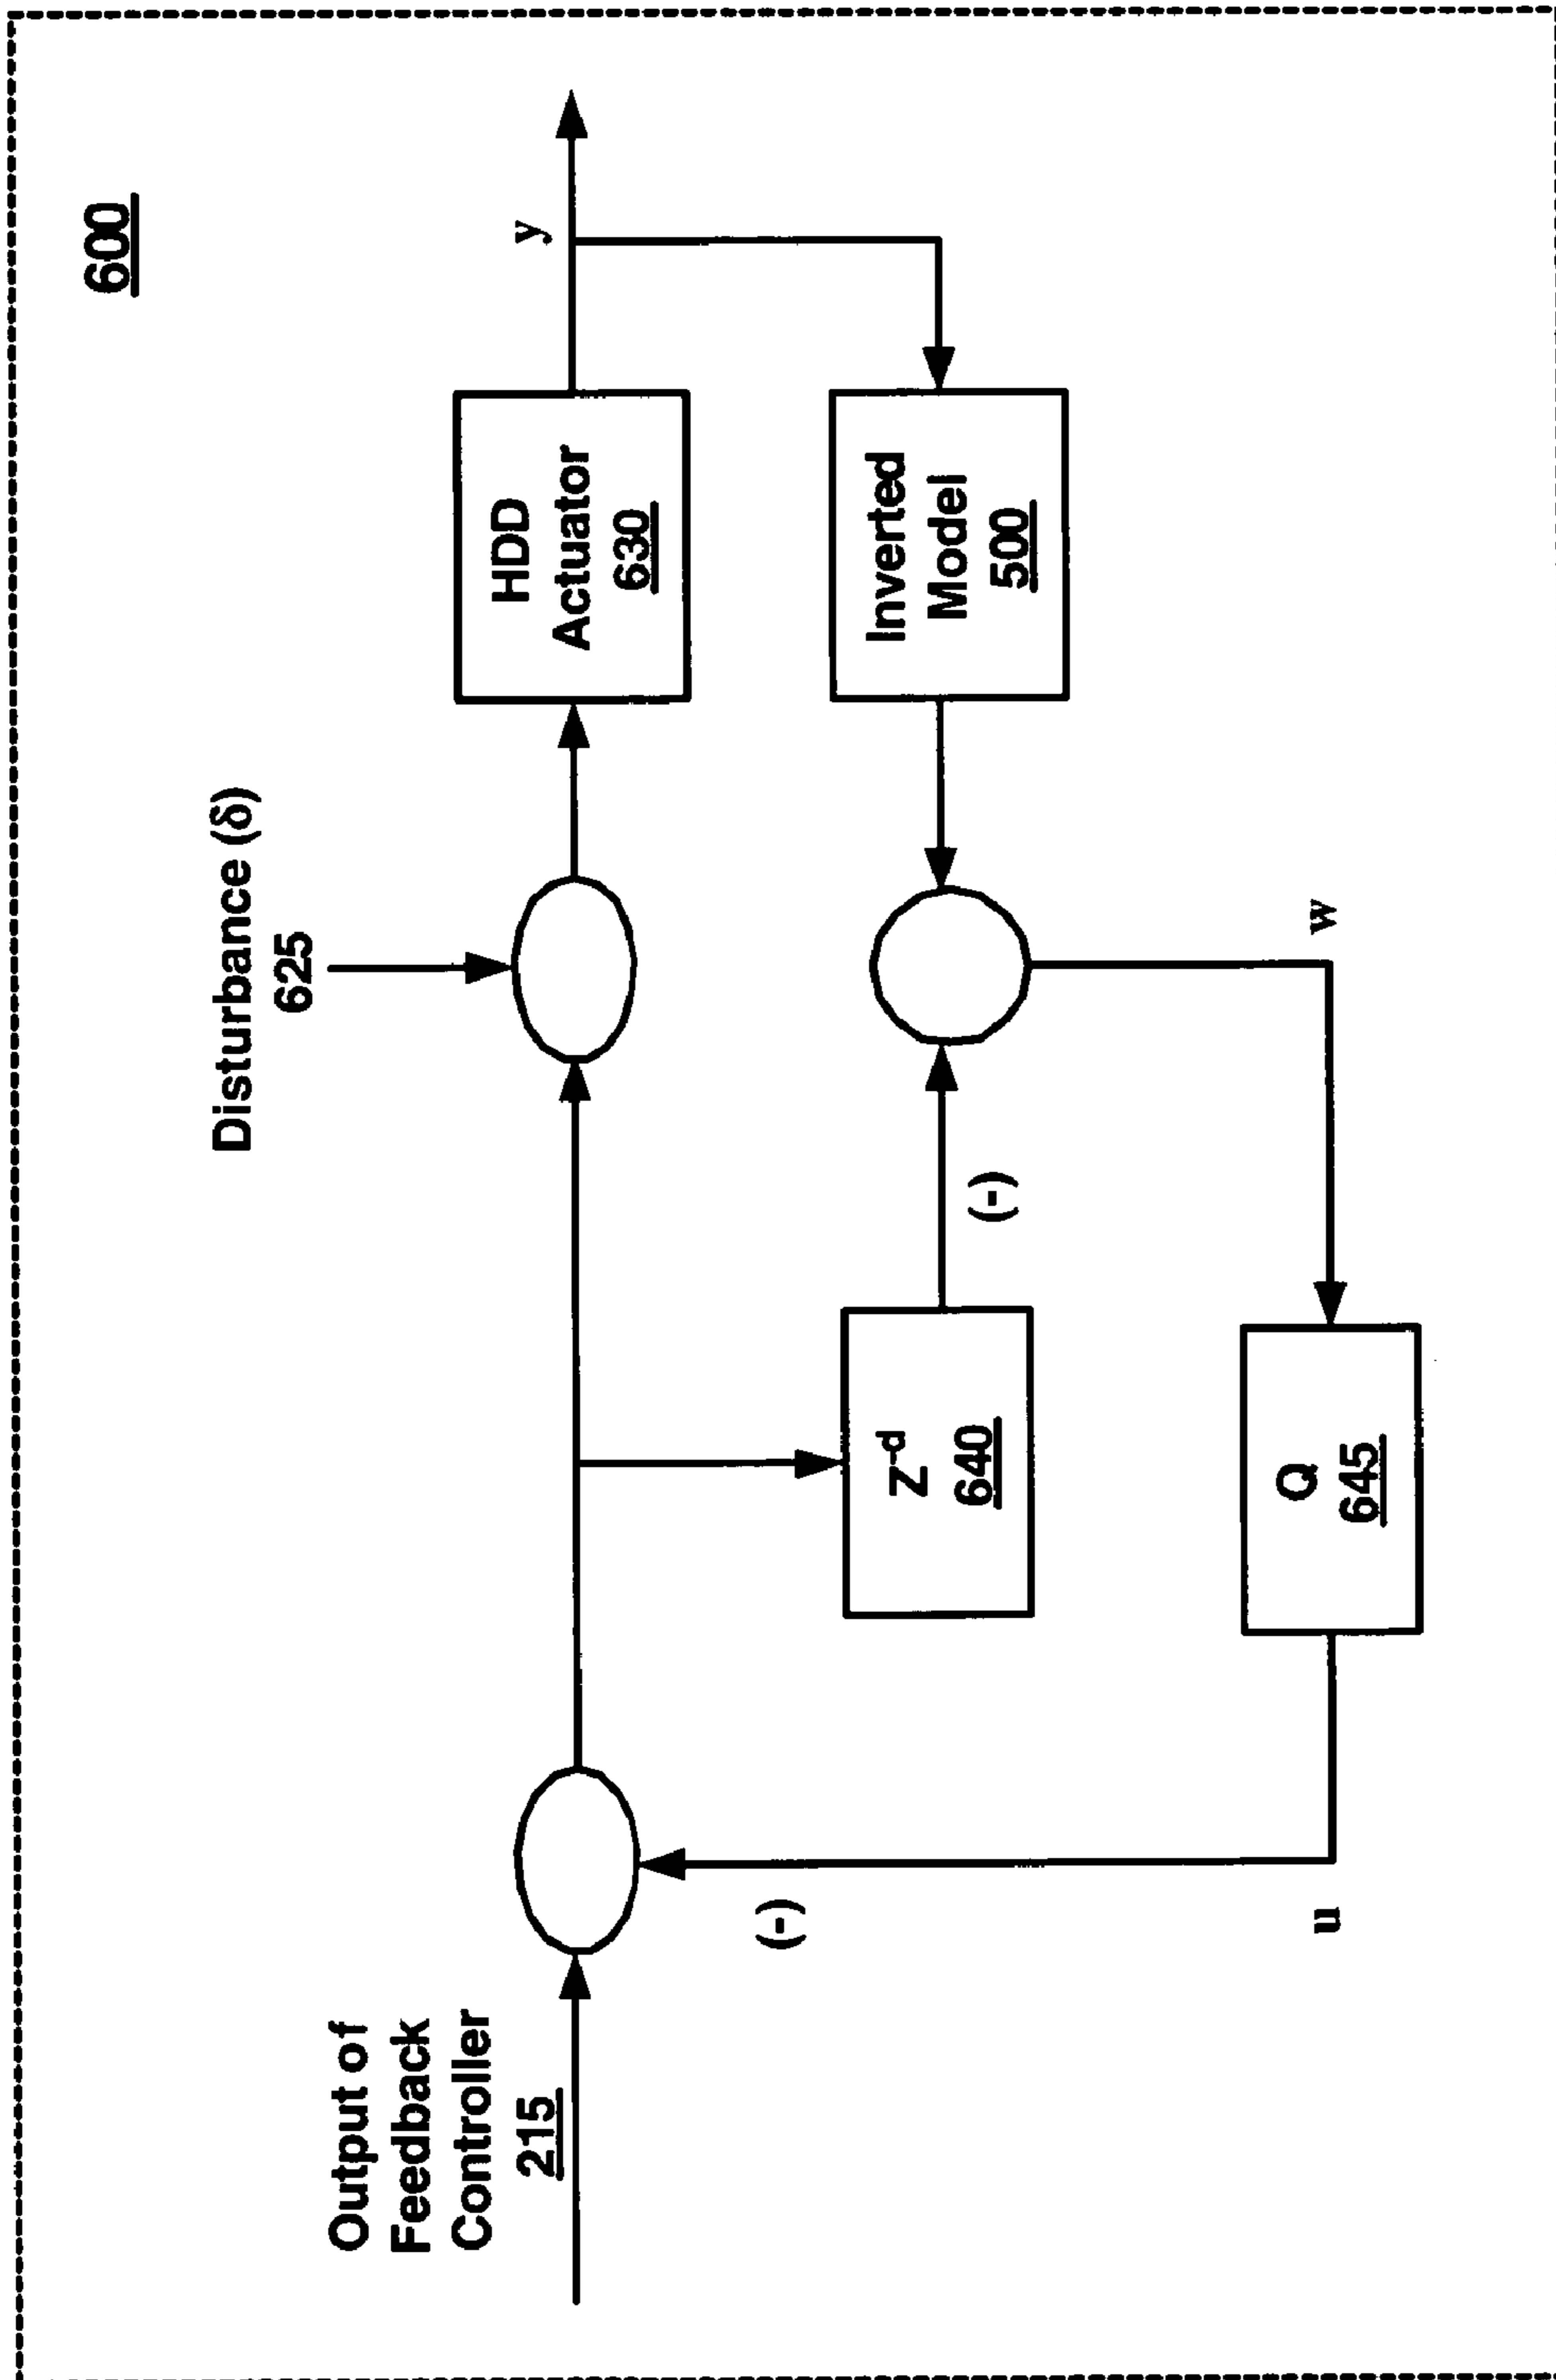 600
Disturbance (δ)
625
Output of
Feedback
Controller
215
HDD
Actuator
630
y
(-)
Z-d
640
(-)
Inverted
Model
500
w
Q
645
u